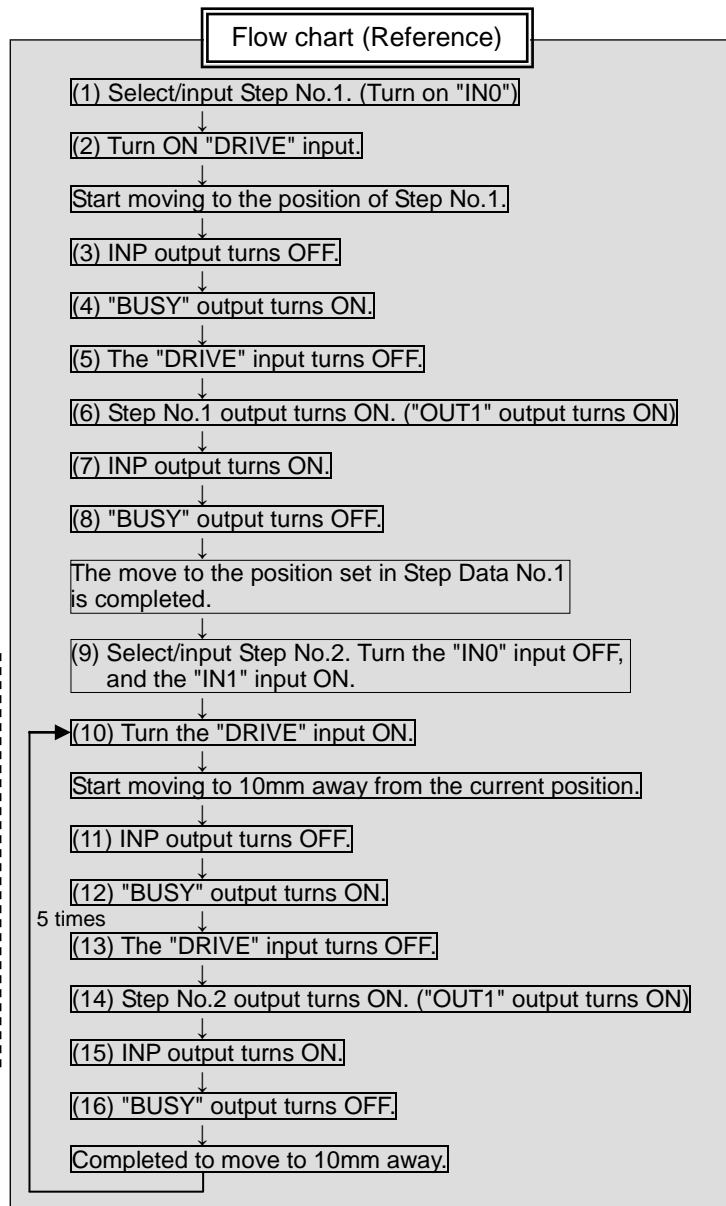 Flow chart (Reference)
(1) Select/input Step No.1. (Turn on "IN0")
↓
(2) Turn ON "DRIVE" input.
↓
Start moving to the position of Step No.1.
↓
(3) INP output turns OFF.
↓
(4) "BUSY" output turns ON.
↓
(5) The "DRIVE" input turns OFF.
↓
(6) Step No.1 output turns ON. ("OUT1" output turns ON)
↓
(7) INP output turns ON.
↓
(8) "BUSY" output turns OFF.
↓
The move to the position set in Step Data No.1
is completed.
↓
(9) Select/input Step No.2. Turn the "IN0" input OFF,
and the "IN1" input ON.
↓
(10) Turn the "DRIVE" input ON.
↓
Start moving to 10mm away from the current position.
↓
(11) INP output turns OFF.
↓
(12) "BUSY" output turns ON.
5 times ↓
(13) The "DRIVE" input turns OFF.
↓
(14) Step No.2 output turns ON. ("OUT1" output turns ON)
↓
(15) INP output turns ON.
↓
(16) "BUSY" output turns OFF.
↓
Completed to move to 10mm away.